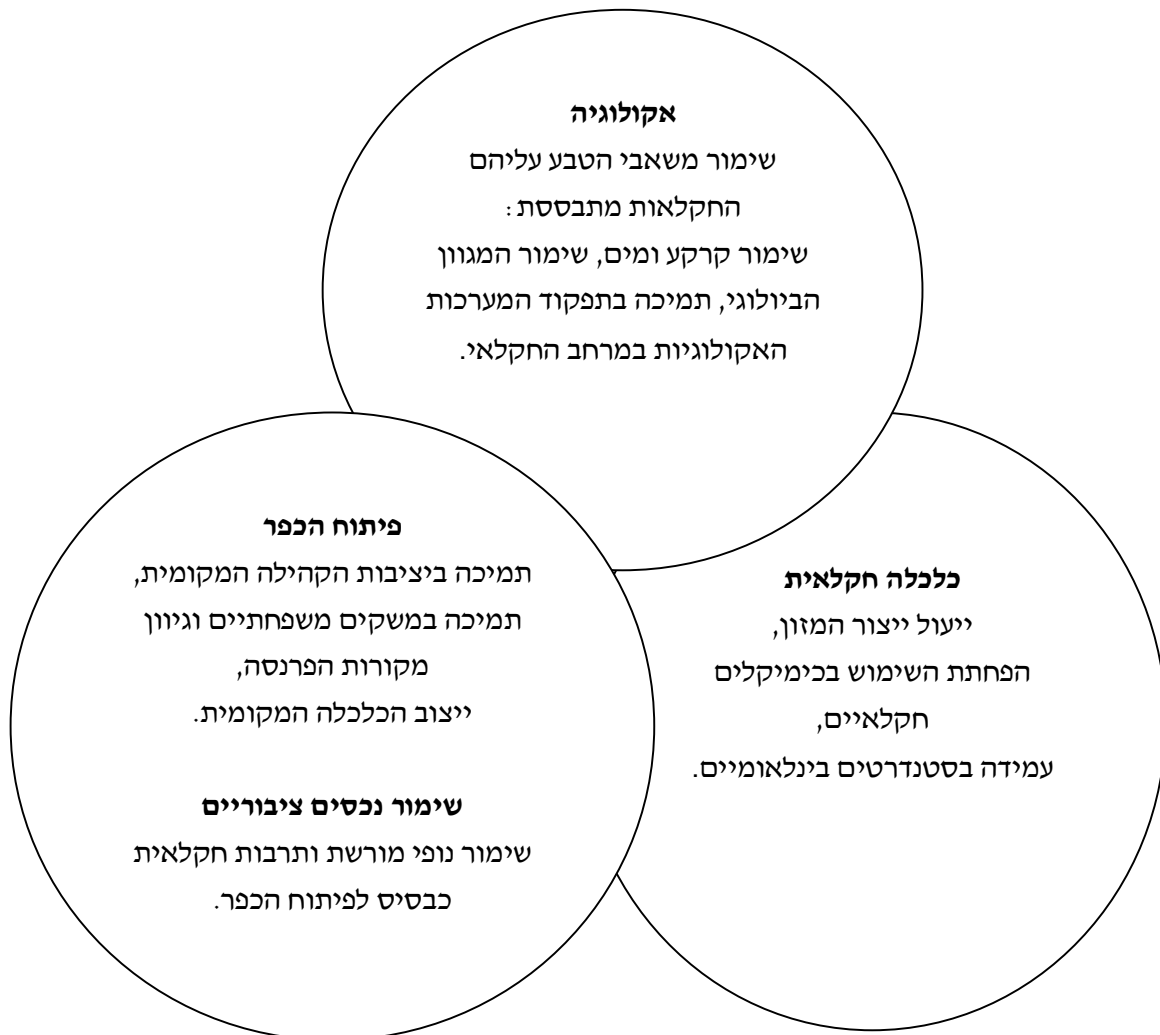 אקולוגיה
שימור משאבי הטבע עליהם
החקלאות מתבססת:
שימור קרקע ומים, שימור המגוון
הביולוגי, תמיכה בתפקוד המערכות
האקולוגיות במרחב החקלאי.
כלכלה חקלאית
ייעול ייצור המזון,
הפחתת השימוש בכימיקלים
חקלאיים,
עמידה בסטנדרטים בינלאומיים.
פיתוח הכפר
תמיכה ביציבות הקהילה המקומית,
תמיכה במשקים משפחתיים וגיוון
מקורות הפרנסה,
ייצוב הכלכלה המקומית.
שימור נכסים ציבוריים
שימור נופי מורשת ותרבות חקלאית
כבסיס לפיתוח הכפר.